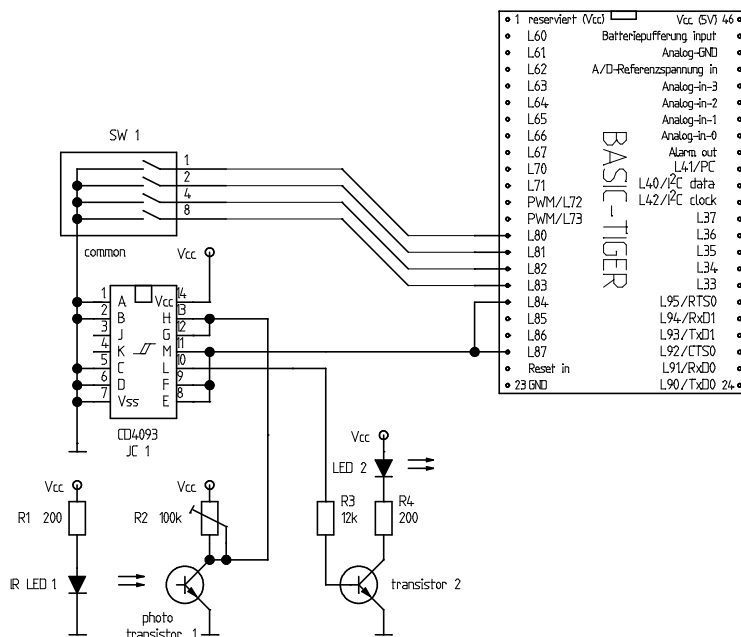 1 reserviert (Vcc) Vcc (5V) 46
L60 Batteriepufferung input
L61 Analog-GND
L62 A/D-Referenzspannung in
L63 Analog-in-3
L64 Analog-in-2
L65 Analog-in-1
L66 Analog-in-0
L67 Alarm out
L70 L41/PC
L71 L40/I²C data
PWM/L72 L42/I²C clock
PWM/L73 L37
L80 L36
L81 L35
L82 L34
L83 L33
L84 L95/RTS0
L85 L94/RxD1
L86 L93/TxD1
L87 L92/CTS0
Reset in L91/RxD0
23 GND L90/TxD0 24
BASIC-TIGER
SW 1
1
2
4
8
common
Vcc
1 A Vcc 14
2 B H 13
3 J G 12
4 K M 11
5 C L 10
6 D F 9
7 Vss E 8
CD4093
JC 1
Vcc
LED 2
Vcc
R1 200
Vcc
R2 100k
R3
12k
R4
200
IR LED 1
photo
transistor 1
transistor 2